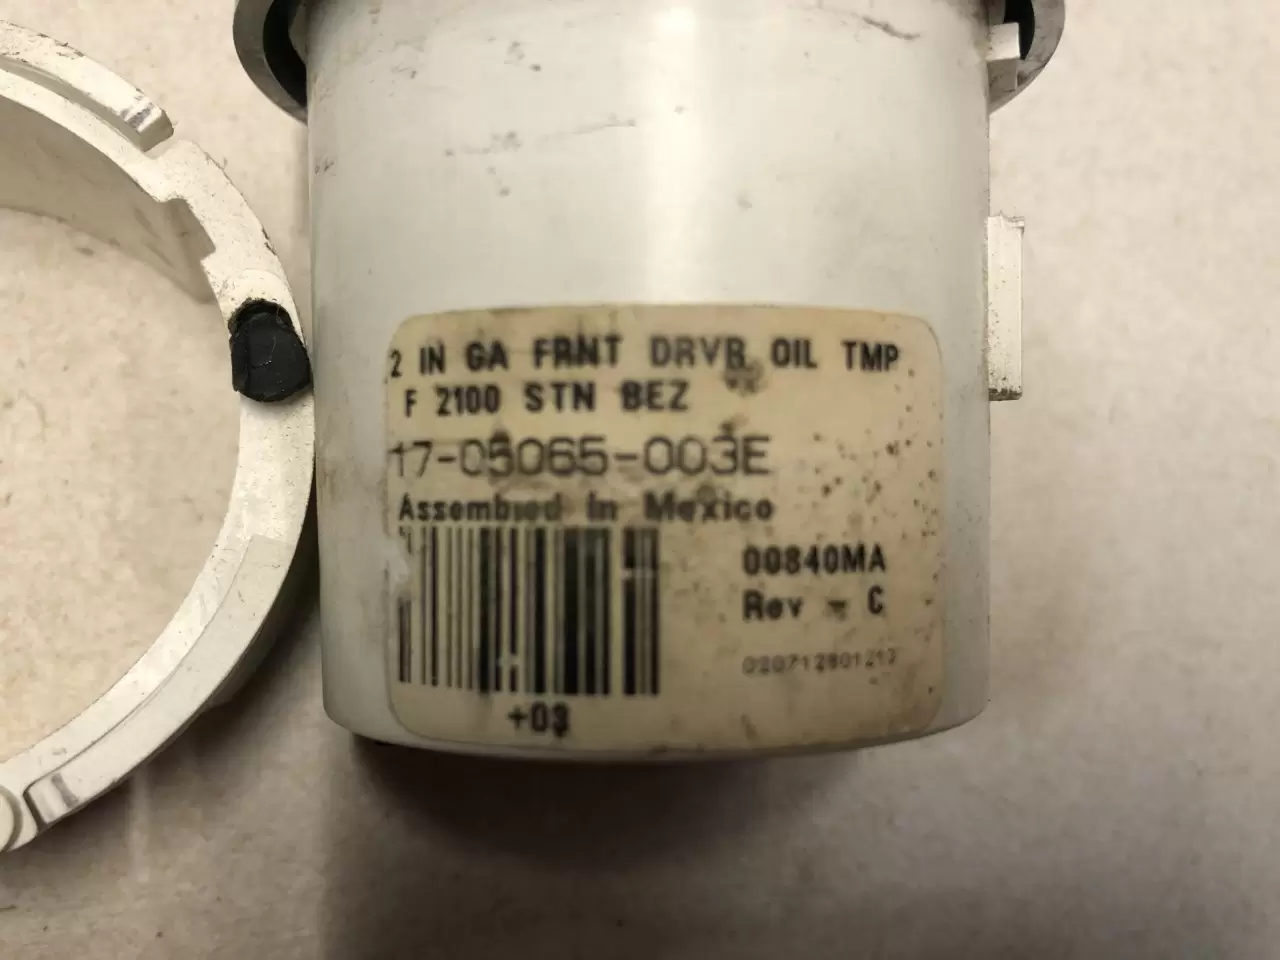 2 IN GA FRNT DRVR OIL TMP
F 2100 STN BEZ
17-05065-003E
Assembled In Mexico
00840MA
Rev - C
+03